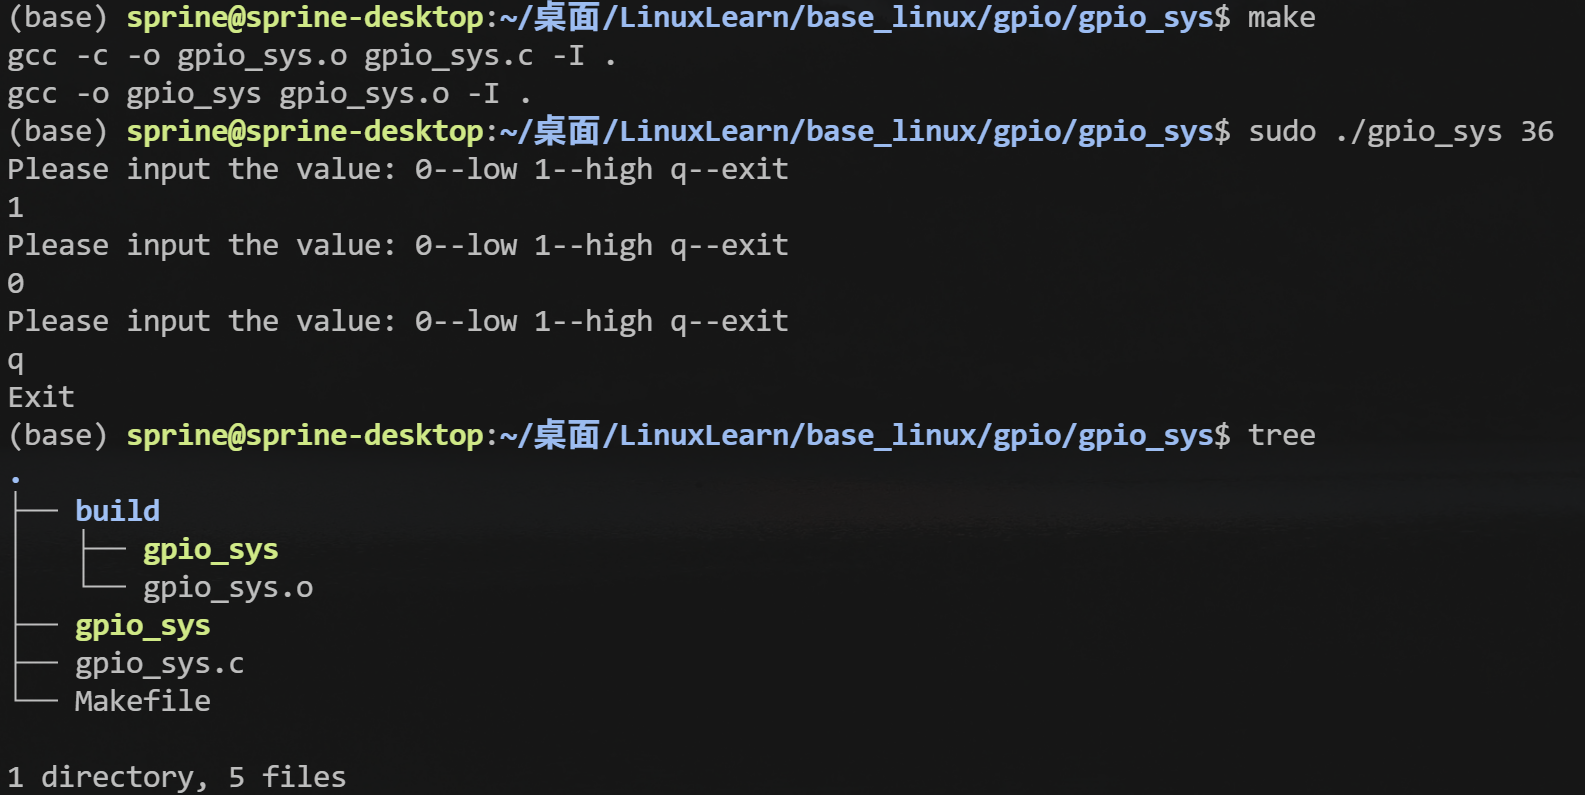 (base) sprine@sprine-desktop:~/桌面/LinuxLearn/base_linux/gpio/gpio_sys$ make
gcc -c -o gpio_sys.o gpio_sys.c -I .
gcc -o gpio_sys gpio_sys.o -I .
(base) sprine@sprine-desktop:~/桌面/LinuxLearn/base_linux/gpio/gpio_sys$ sudo ./gpio_sys 36
Please input the value: 0--low 1--high q--exit
1
Please input the value: 0--low 1--high q--exit
0
Please input the value: 0--low 1--high q--exit
q
Exit
(base) sprine@sprine-desktop:~/桌面/LinuxLearn/base_linux/gpio/gpio_sys$ tree
.
├── build
│   ├── gpio_sys
│   └── gpio_sys.o
├── gpio_sys
├── gpio_sys.c
└── Makefile
1 directory, 5 files